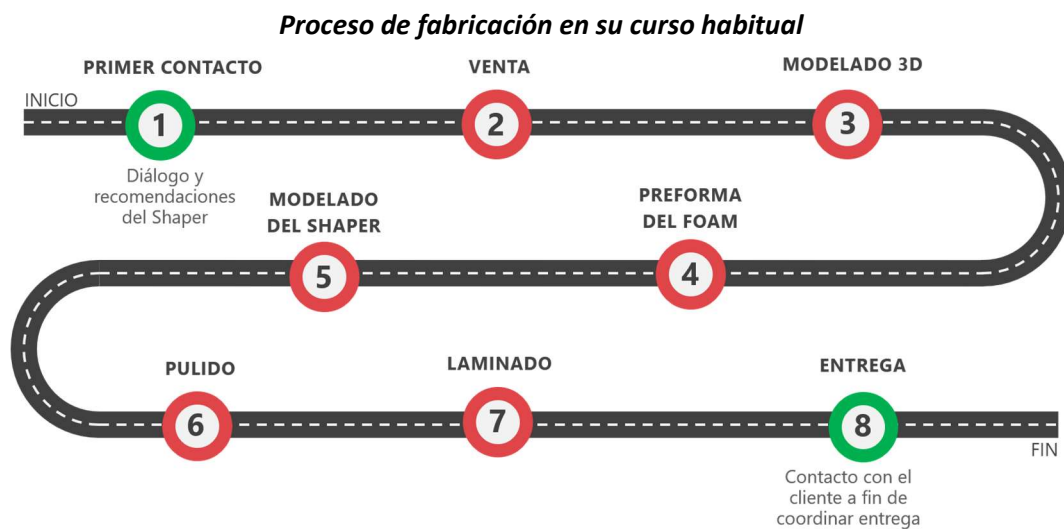 Proceso de fabricación en su curso habitual
PRIMER CONTACTO
VENTA
MODELADO 3D
INICIO
1
2
3
Diálogo y
recomendaciones
del Shaper
PREFORMA
DEL FOAM
4
MODELADO
DEL SHAPER
5
PULIDO
6
LAMINADO
7
ENTREGA
8
FIN
Contacto con el
cliente a fin de
coordinar entrega